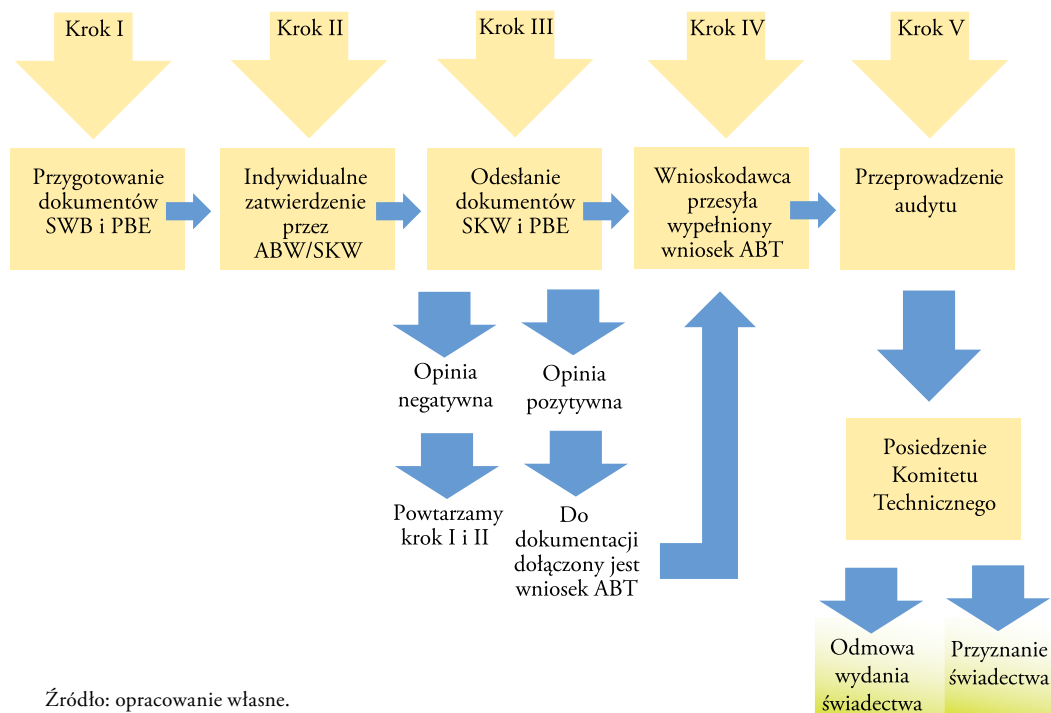 Krok I
Krok II
Krok III
Krok IV
Krok V
Przygotowanie
dokumentów
SWB i PBE
Indywidualne
zatwierdzenie
przez
ABW/SKW
Odesłanie
dokumentów
SKW i PBE
Wnioskodawca
przesyła
wypełniony
wniosek ABT
Przeprowadzenie
audytu
Opinia
negatywna
Opinia
pozytywna
Powtarzamy
krok I i II
Do
dokumentacji
dołączony jest
wniosek ABT
Posiedzenie
Komitetu
Technicznego
Odmowa
wydania
świadectwa
Przyznanie
świadectwa
Źródło: opracowanie własne.